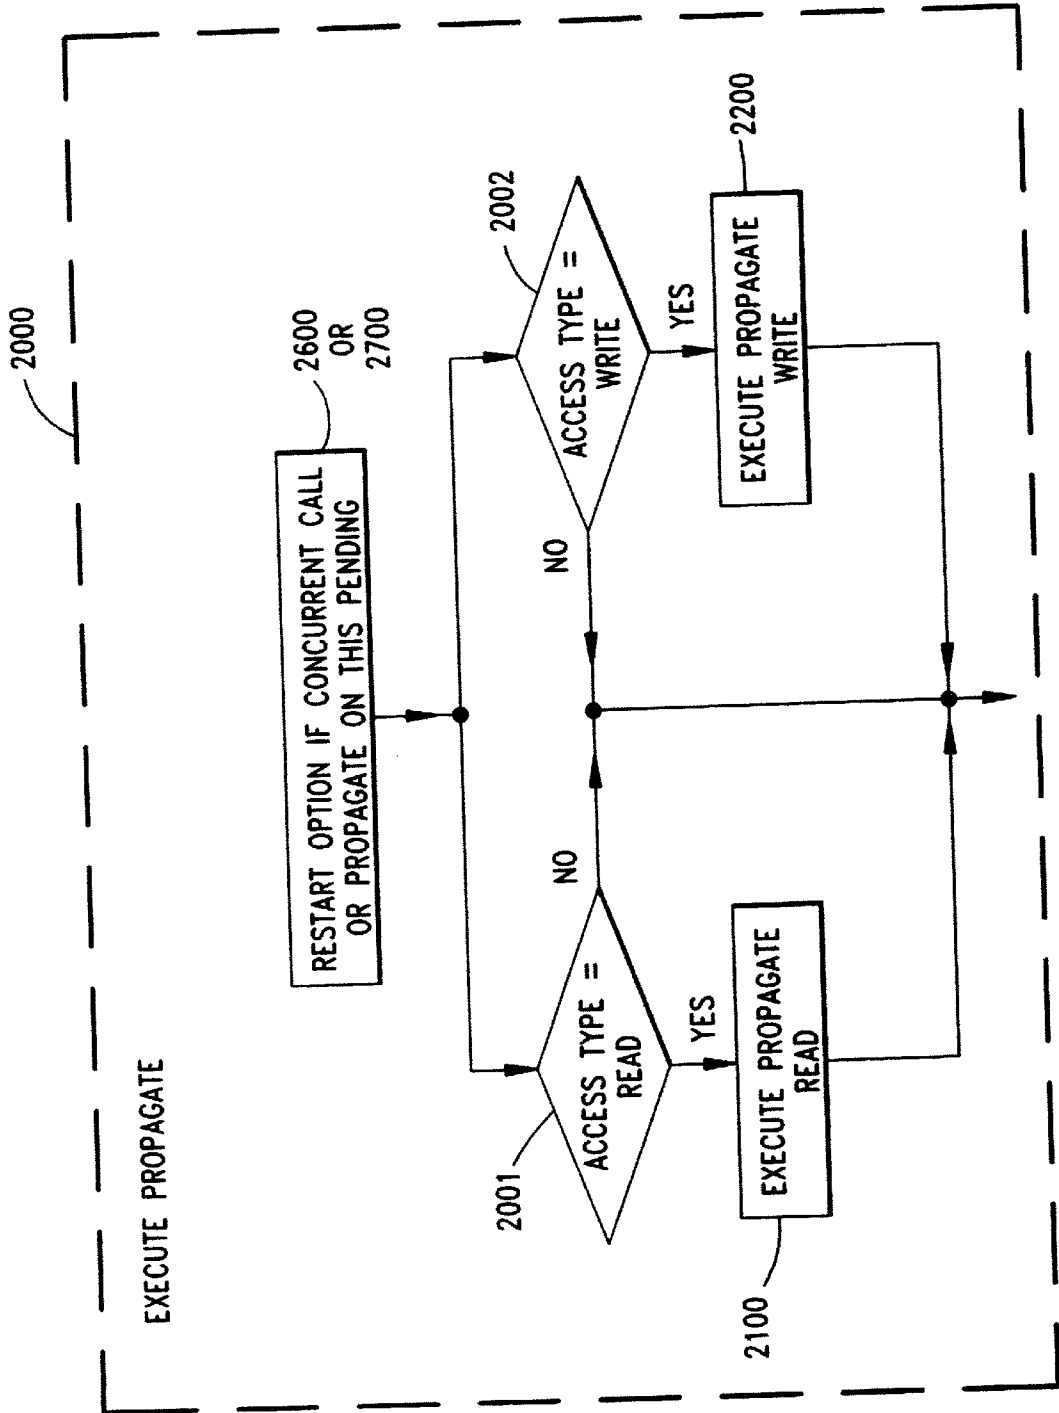 2000
EXECUTE PROPAGATE
RESTART OPTION IF CONCURRENT CALL
OR PROPAGATE ON THIS PENDING
2600
OR
2700
2001
ACCESS TYPE =
READ
NO
YES
NO
ACCESS TYPE =
WRITE
2002
YES
2100
EXECUTE PROPAGATE
READ
EXECUTE PROPAGATE
WRITE
2200